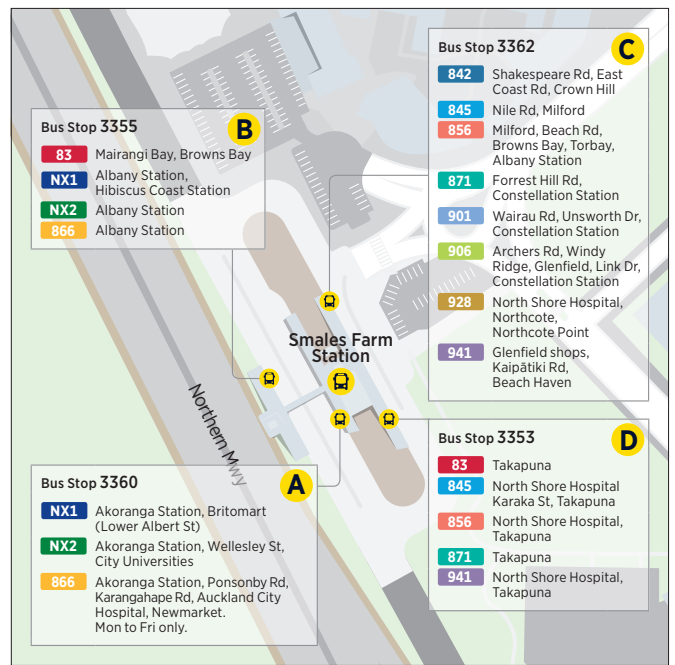 Bus Stop 3355
B
83 Mairangi Bay, Browns Bay
NX1 Albany Station,
Hibiscus Coast Station
NX2 Albany Station
866 Albany Station
Bus Stop 3362
C
842 Shakespeare Rd, East
Coast Rd, Crown Hill
845 Nile Rd, Milford
856 Milford, Beach Rd,
Browns Bay, Torbay,
Albany Station
871 Forrest Hill Rd,
Constellation Station
901 Wairau Rd, Unsworth Dr,
Constellation Station
906 Archers Rd, Windy
Ridge, Glenfield, Link Dr,
Constellation Station
928 North Shore Hospital,
Northcote,
Northcote Point
941 Glenfield shops,
Kaipātiki Rd,
Beach Haven
Smales Farm
Station
Northern Mwy
Bus Stop 3360
A
NX1 Akoranga Station, Britomart
(Lower Albert St)
NX2 Akoranga Station, Wellesley St,
City Universities
866 Akoranga Station, Ponsonby Rd,
Karangahape Rd, Auckland City
Hospital, Newmarket.
Mon to Fri only.
Bus Stop 3353
D
83 Takapuna
845 North Shore Hospital
Karaka St, Takapuna
856 North Shore Hospital,
Takapuna
871 Takapuna
941 North Shore Hospital,
Takapuna